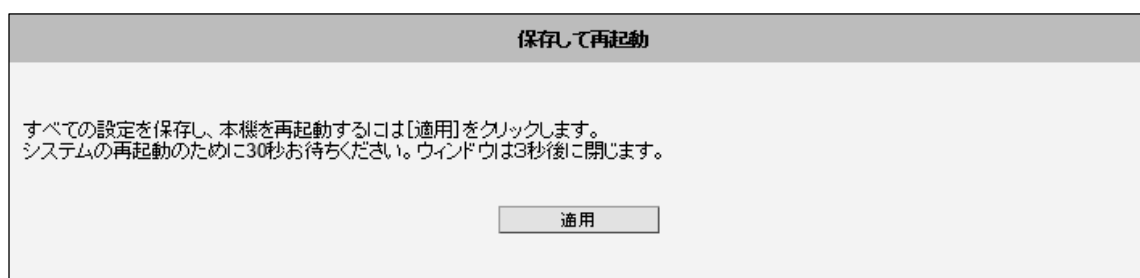 保存して再起動
すべての設定を保存し、本機を再起動するには[適用]をクリックします。
システムの再起動のために30秒お待ちください。ウィンドウは3秒後に閉じます。
適用